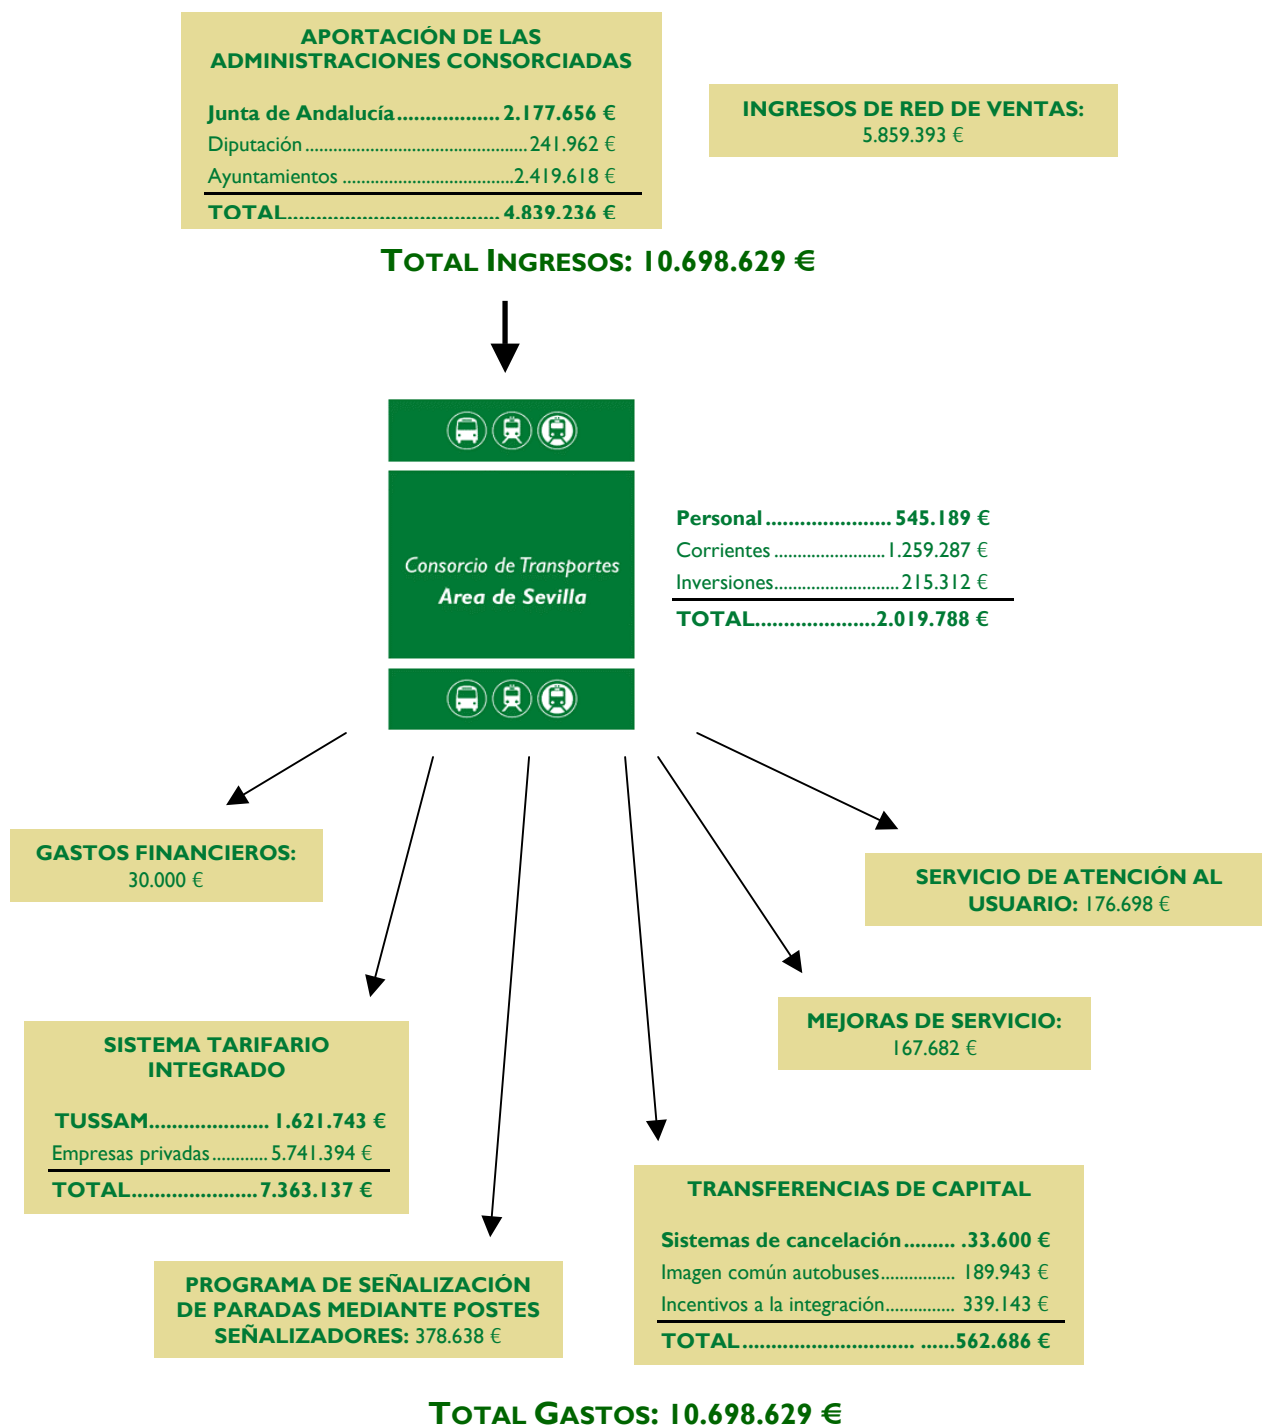 APORTACIÓN DE LAS
ADMINISTRACIONES CONSORCIADAS
Junta de Andalucía.................. 2.177.656 €
Diputación................................................241.962 €
Ayuntamientos .....................................2.419.618 €
TOTAL..................................... 4.839.236 €
INGRESOS DE RED DE VENTAS:
5.859.393 €
TOTAL INGRESOS: 10.698.629 €
Consorcio de Transportes
Area de Sevilla
Personal...................... 545.189 €
Corrientes ........................1.259.287 €
Inversiones...........................215.312 €
TOTAL.....................2.019.788 €
GASTOS FINANCIEROS:
30.000 €
SERVICIO DE ATENCIÓN AL
USUARIO: 176.698 €
MEJORAS DE SERVICIO:
167.682 €
SISTEMA TARIFARIO
INTEGRADO
TUSSAM..................... 1.621.743 €
Empresas privadas............5.741.394 €
TOTAL......................7.363.137 €
TRANSFERENCIAS DE CAPITAL
Sistemas de cancelación......... .33.600 €
Imagen común autobuses................ 189.943 €
Incentivos a la integración............... 339.143 €
TOTAL.............................. ......562.686 €
PROGRAMA DE SEÑALIZACIÓN
DE PARADAS MEDIANTE POSTES
SEÑALIZADORES: 378.638 €
TOTAL GASTOS: 10.698.629 €